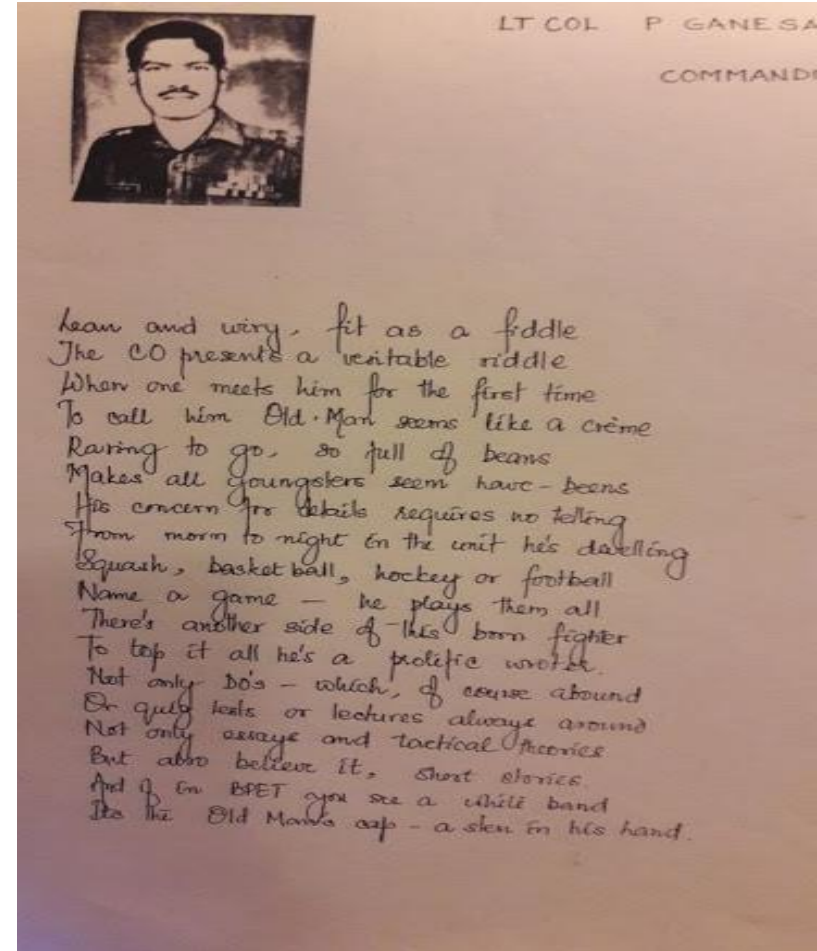 LT COL P GANESA
COMMAND
Lean and wiry, fit as a fiddle
The CO presents a veritable riddle
When one meets him for the first time
To call him Old-Man seems like a crème
Raring to go, so full of beans
Makes all youngsters seem have-beens
His concern for details requires no telling
From morn to night in the unit he's dwelling
Squash, basket ball, hockey or football
Name a game – he plays them all
There's another side of this born fighter
To top it all he's a prolific writer.
Not only DO's – which, of course abound
Or quiz tests or lectures always around
Not only essays and tactical theories
But also believe it, short stories.
And if in BPET you see a white band
Its the Old Man's cap – a sten in his hand.